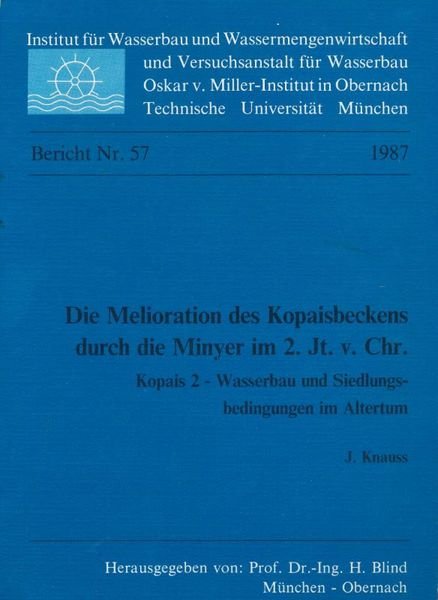 Institut für Wasserbau und Wassermengenwirtschaft
und Versuchsanstalt für Wasserbau
Oskar v. Miller-Institut in Obernach
Technische Universität München
Bericht Nr. 57 1987
Die Melioration des Kopaisbeckens
durch die Minyer im 2. Jt. v. Chr.
Kopais 2 - Wasserbau und Siedlungs-
bedingungen im Altertum
J. Knauss
Herausgegeben von: Prof. Dr.-Ing. H. Blind
München - Obernach